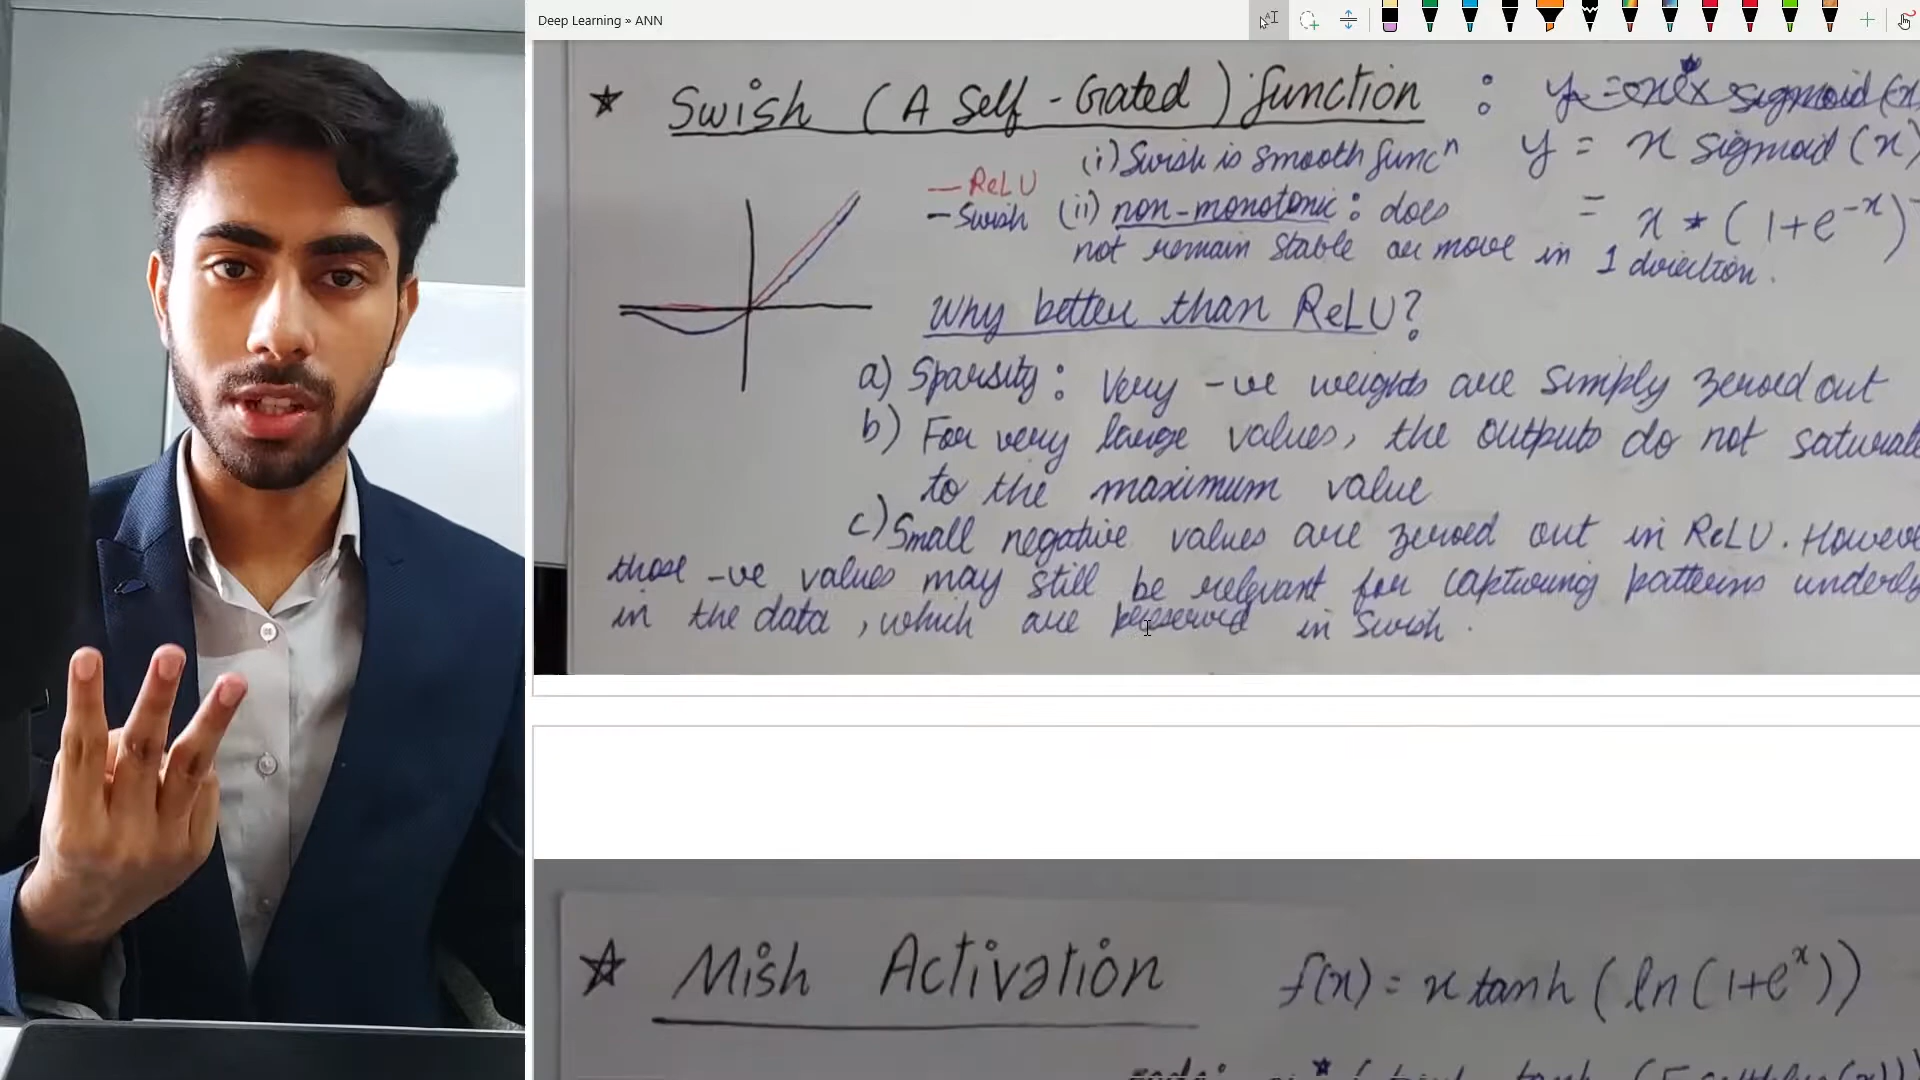 Deep Learning » ANN
★ Swish (A Self-Gated) function :
y = x sigmoid (x)
(i) Swish is smooth funcⁿ
— ReLU
— Swish
(ii) non-monotonic : does
not remain stable or move in 1 direction.
= x * (1+e⁻ˣ)
Why better than ReLU?
a) Sparsity : Very -ve weights are simply zeroed out
b) For very large values, the outputs do not saturate
to the maximum value
c) Small negative values are zeroed out in ReLU. However
those -ve values may still be relevant for capturing patterns
in the data, which are in Swish.
☆ Mish Activation f(x) = x tanh (ln(1+eˣ))